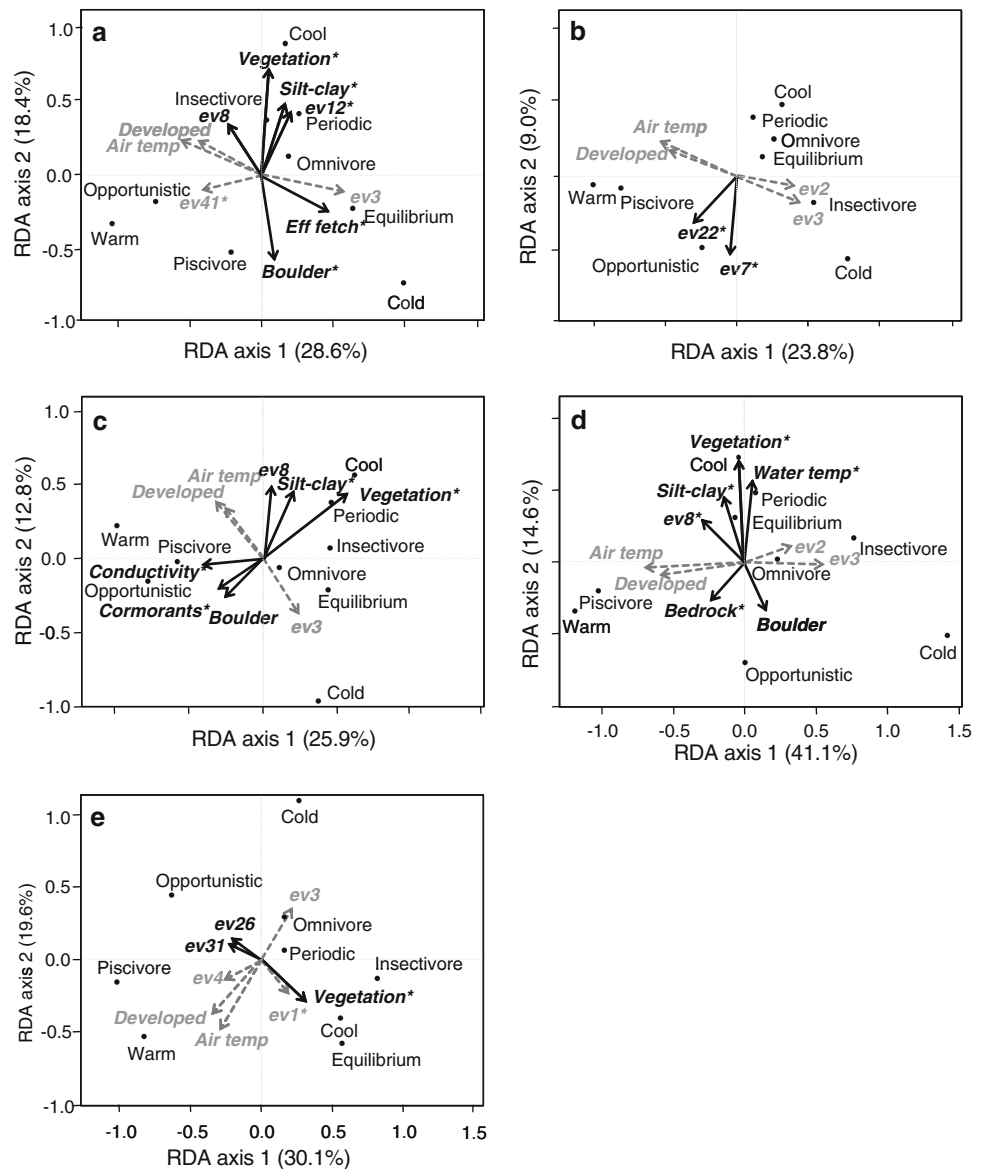 a
1.0
0.5
0.0
-0.5
-1.0
RDA axis 2 (18.4%)
Cool
Vegetation*
Silt-clay*
Insectivore
ev12*
ev8
Periodic
Developed
Air temp
Omnivore
Opportunistic
ev41*
ev3
Equilibrium
Eff fetch*
Warm
Piscivore
Boulder*
Cold
RDA axis 1 (28.6%)
b
RDA axis 2 (9.0%)
Cool
Periodic
Air temp
Omnivore
Developed
Equilibrium
ev2
Warm
Piscivore
Insectivore
ev3
ev22*
Opportunistic
ev7*
Cold
RDA axis 1 (23.8%)
c
1.0
0.5
0.0
-0.5
-1.0
RDA axis 2 (12.8%)
Air temp
ev8
Cool
Silt-clay*
Developed
Vegetation*
Periodic
Warm
Piscivore
Insectivore
Conductivity*
Omnivore
Opportunistic
Equilibrium
Cormorants*
Boulder
ev3
Cold
RDA axis 1 (25.9%)
d
RDA axis 2 (14.6%)
Vegetation*
Cool
Water temp*
Silt-clay*
Periodic
ev8*
Equilibrium
Air temp
ev2
Insectivore
ev3
Developed
Omnivore
Piscivore
Bedrock*
Warm
Boulder
Cold
Opportunistic
-1.0 -0.5 0.0 0.5 1.0 1.5
RDA axis 1 (41.1%)
e
1.0
0.5
0.0
-0.5
-1.0
RDA axis 2 (19.6%)
Cold
Opportunistic
ev3
ev26
Omnivore
ev31
Periodic
Piscivore
Insectivore
ev4
Vegetation*
Developed
ev1*
Air temp
Cool
Warm
Equilibrium
-1.0 -0.5 0.0 0.5 1.0 1.5
RDA axis 1 (30.1%)